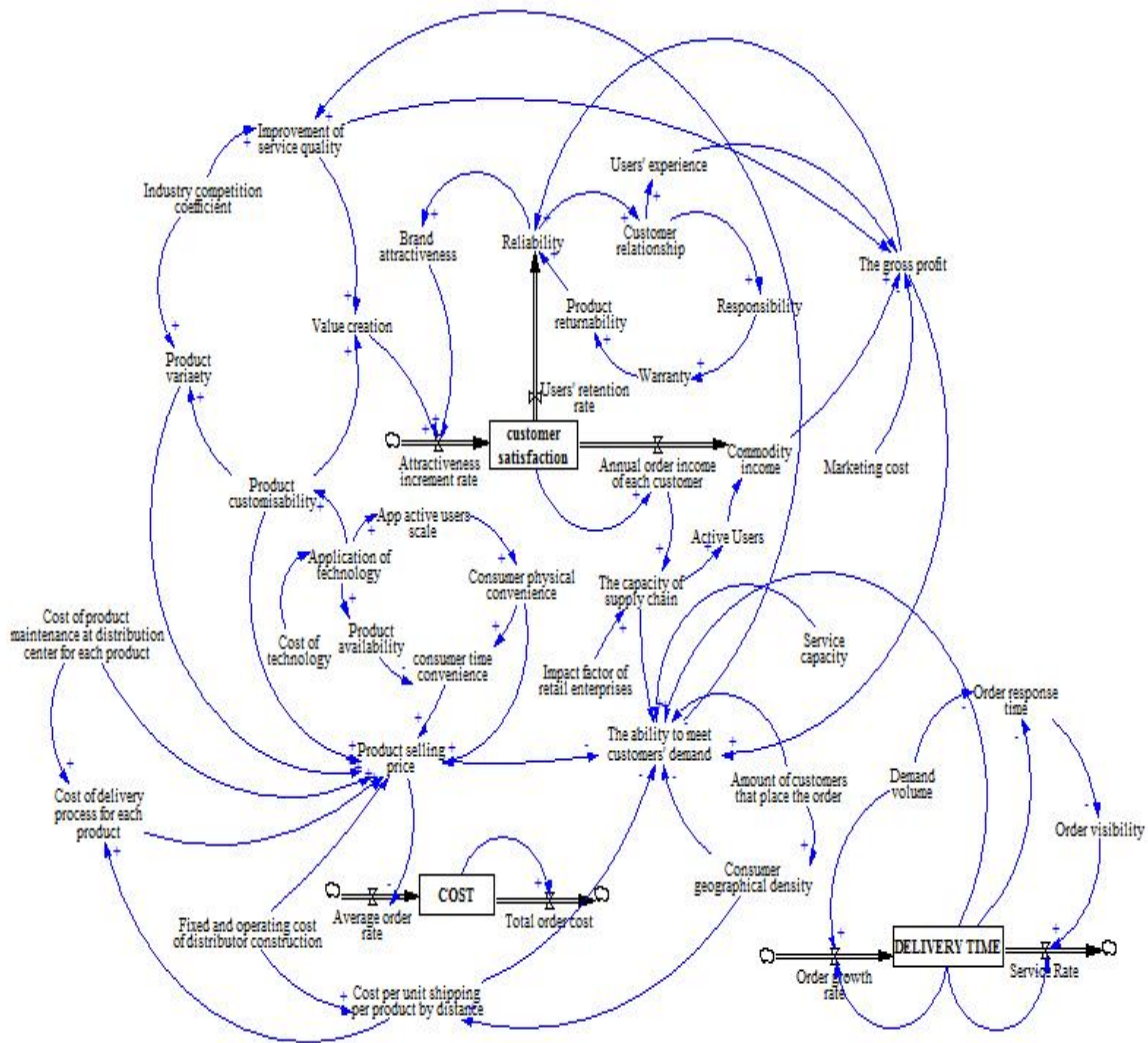 Improvement of
service quality
Users' experience
Industry competition
coefficient
Brand
attractiveness
Reliability
Customer
relationship
The gross profit
Product
returnability
Responsibility
Value creation
Product
variaety
Warranty
Users' retention
rate
customer
satisfaction
Attractiveness
increment rate
Annual order income
of each customer
Commodity
income
Marketing cost
Product
customisability
App active users
scale
Active Users
Application of
technology
Consumer physical
convenience
The capacity of
supply chain
Cost of product
maintenance at distribution
center for each product
Cost of
technology
Product
availability
consumer time
convenience
Impact factor of
retail enterprises
Service
capacity
Order response
time
Product selling
price
The ability to meet
customers' demand
Amount of customers
that place the order
Demand
volume
Cost of delivery
process for each
product
Order visibility
Consumer
geographical density
COST
Average order
rate
Total order cost
Fixed and operating cost
of distributor construction
DELIVERY TIME
Order growth
rate
Service Rate
Cost per unit shipping
per product by distance